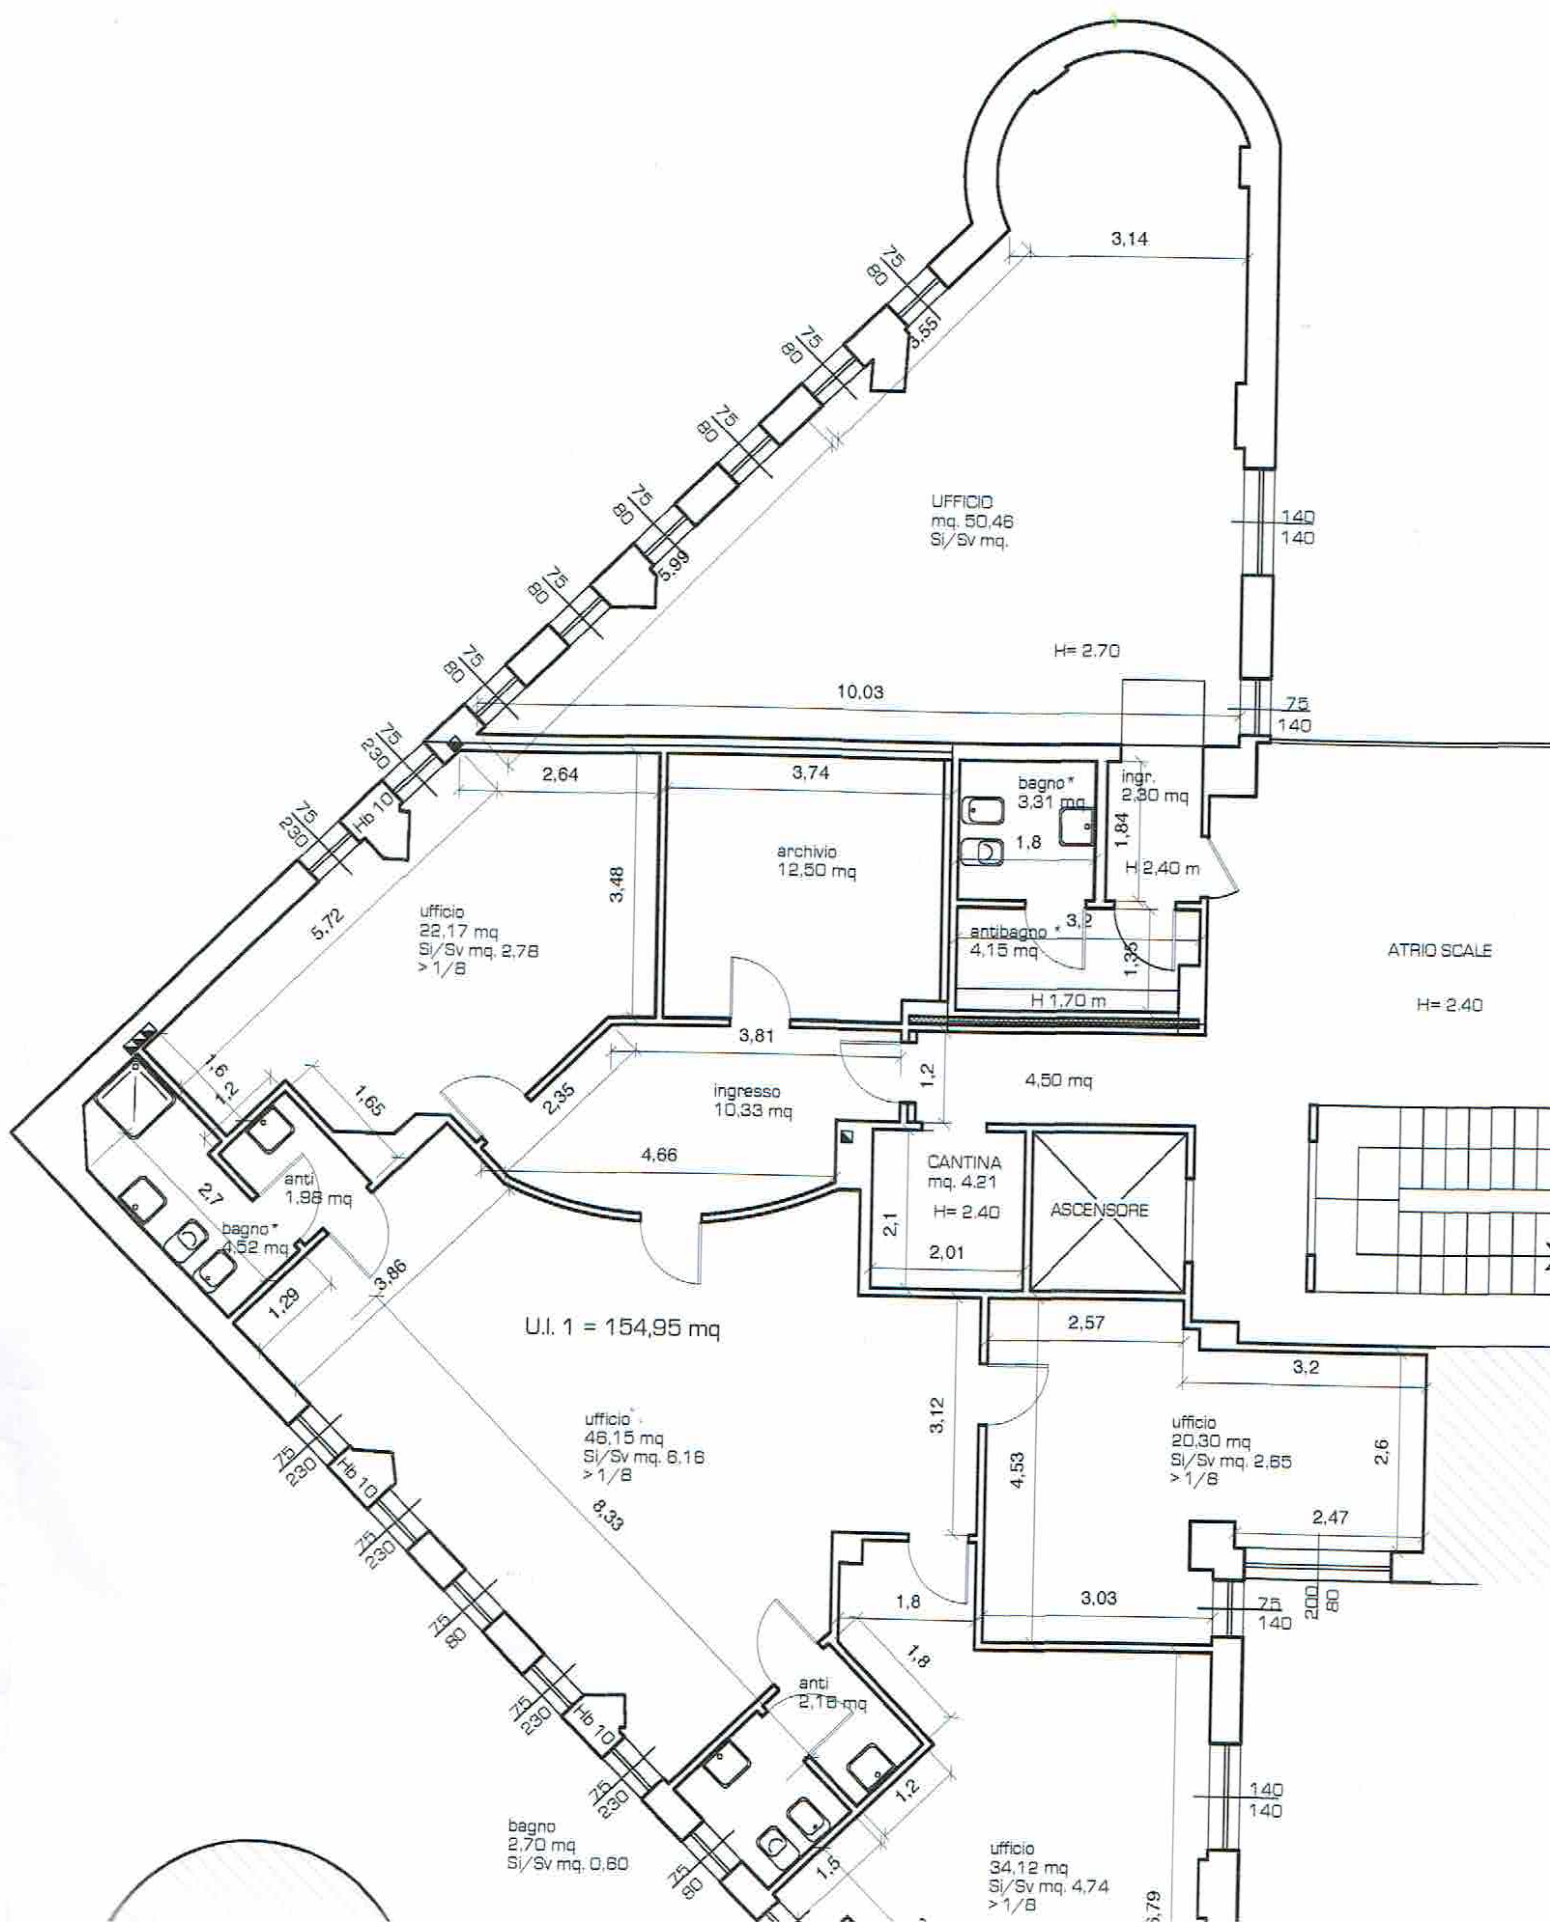 3,14
75
80
3,55
75
80
75
80
75
80
5,99
75
80
75
80
UFFICIO
mq. 50,46
Si/Sv mq.
140
140
H= 2.70
10,03
75
140
75
230
Hb 10
75
230
2,64
3,74
bagno*
3,31 mq
1,8
ingr.
2,30 mq
1,84
H 2,40 m
archivio
12,50 mq
3,48
5,72
ufficio
22,17 mq
Si/Sv mq. 2,78
> 1/8
3,2
antibagno *
4,15 mq
1,35
H 1,70 m
ATRIO SCALE
H= 2.40
3,81
1,2
4,50 mq
ingresso
10,33 mq
2,35
1,6
1,2
1,65
4,66
CANTINA
mq. 4.21
H= 2.40
2,1
2,01
ASCENSORE
anti
1,98 mq
2,7
bagno*
4,52 mq
1,29
3,86
U.I. 1 = 154,95 mq
2,57
3,2
3,12
4,53
ufficio*
46,15 mq
Si/Sv mq. 6,16
> 1/8
ufficio
20,30 mq
Si/Sv mq. 2,65
> 1/8
2,6
2,47
75
230
Hb 10
75
230
8,33
75
80
75
230
Hb 10
75
230
75
80
1,8
3,03
75
140
200
80
1,8
anti
2,16 mq
1,2
140
140
bagno
2,70 mq
Si/Sv mq. 0,60
1,5
ufficio
34,12 mq
Si/Sv mq. 4,74
> 1/8
,79